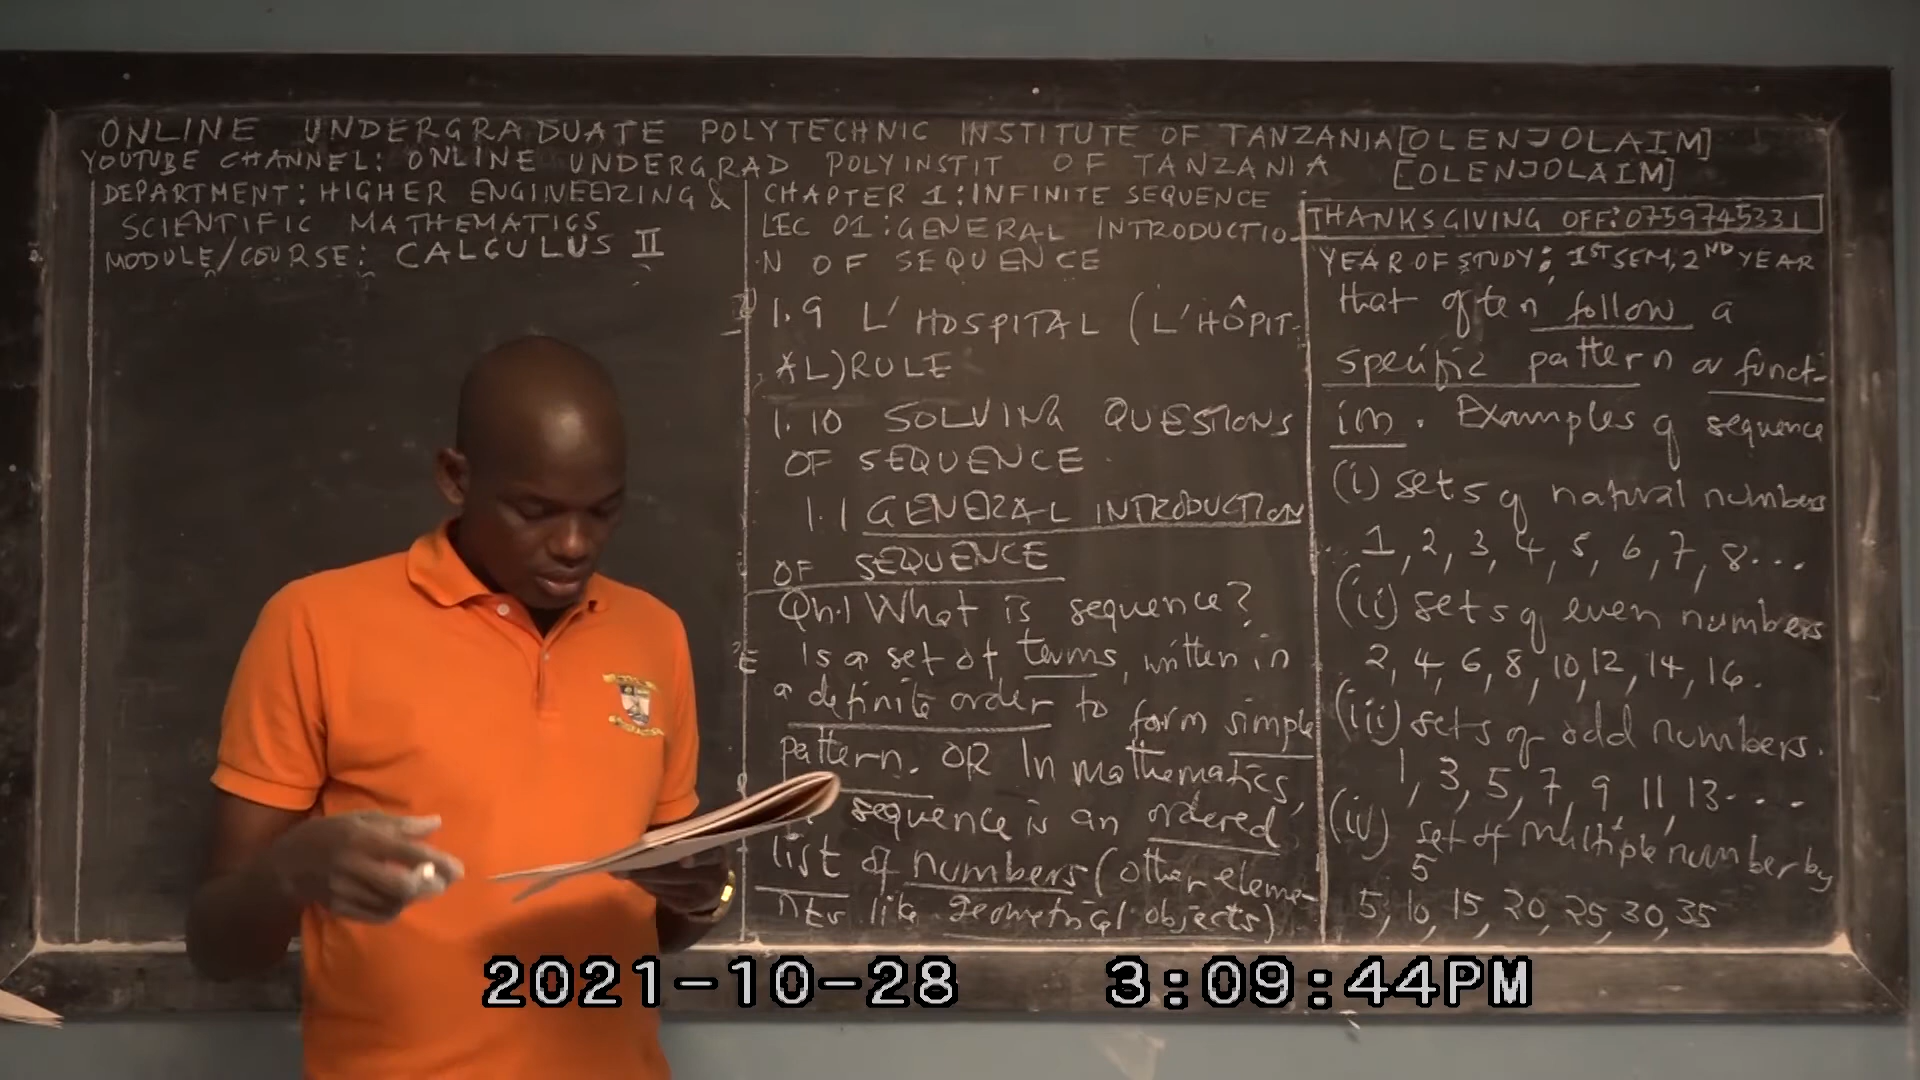 ONLINE UNDERGRADUATE POLYTECHNIC INSTITUTE OF TANZANIA [OLENJOLAIM]
YOUTUBE CHANNEL: ONLINE UNDERGRAD POLYINSTIT OF TANZANIA [OLENJOLAIM]
DEPARTMENT: HIGHER ENGINEERING &
SCIENTIFIC MATHEMATICS
MODULE/COURSE: CALCULUS II
CHAPTER 1: INFINITE SEQUENCE
LEC 01: GENERAL INTRODUCTIO-
N OF SEQUENCE
1.9 L'HOSPITAL (L'HÔPIT-
AL) RULE
1.10 SOLVING QUESTIONS
OF SEQUENCE
1.1 GENERAL INTRODUCTION
OF SEQUENCE
Qn.1 What is sequence?
Is a set of terms, written in
a definite order to form simple
pattern. OR In mathematics,
sequence is an ordered
list of numbers (other eleme-
nts like geometrical objects)
THANKSGIVING OFF: 0759745331
YEAR OF STUDY: 1ST SEM, 2ND YEAR
that often follow a
specific pattern or funct-
ion. Examples of sequence
(i) sets of natural numbers
1, 2, 3, 4, 5, 6, 7, 8...
(ii) sets of even numbers
2, 4, 6, 8, 10, 12, 14, 16.
(iii) sets of odd numbers.
1, 3, 5, 7, 9, 11, 13....
(iv) set of multiple number by
5
5, 10, 15, 20, 25, 30, 35
2021-10-28 3:09:44PM